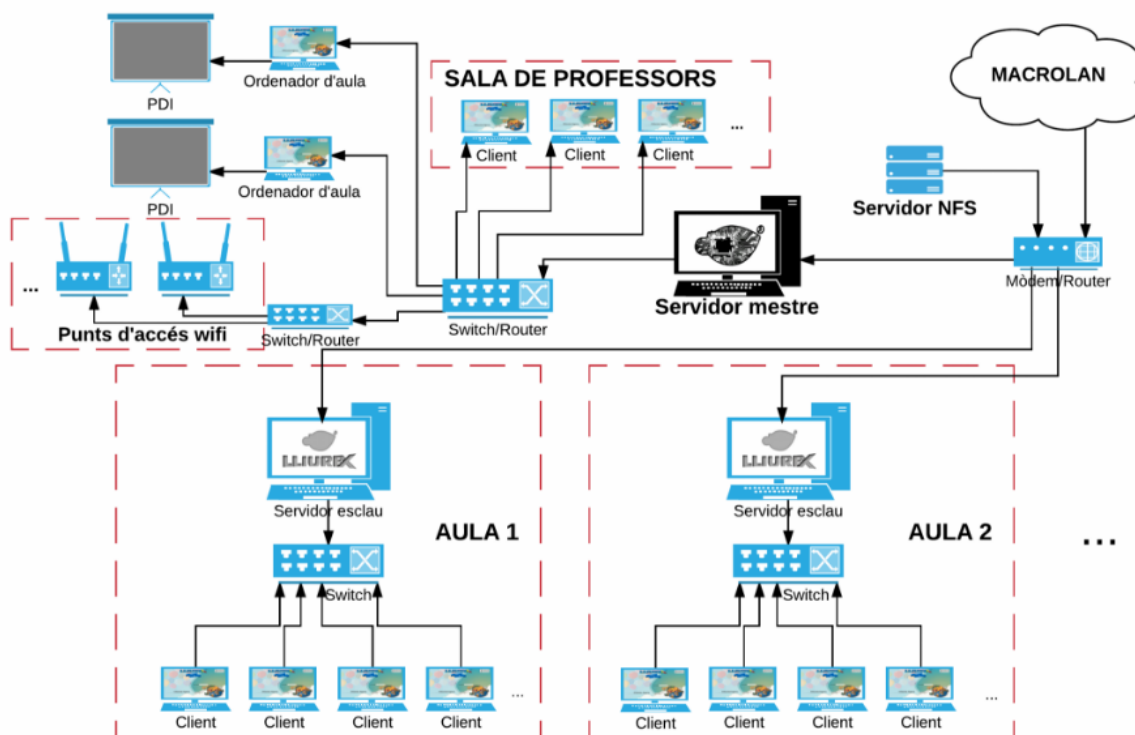 MACROLAN
Ordenador d'aula
PDI
SALA DE PROFESSORS
Client
Client
Client
...
Ordenador d'aula
PDI
Servidor NFS
Mòdem/Router
Servidor mestre
Switch/Router
...
Punts d'accés wifi
Switch/Router
LLIUREX
Servidor esclau
AULA 1
Switch
Client
Client
Client
Client
...
LLIUREX
Servidor esclau
AULA 2
Switch
Client
Client
Client
Client
...
...